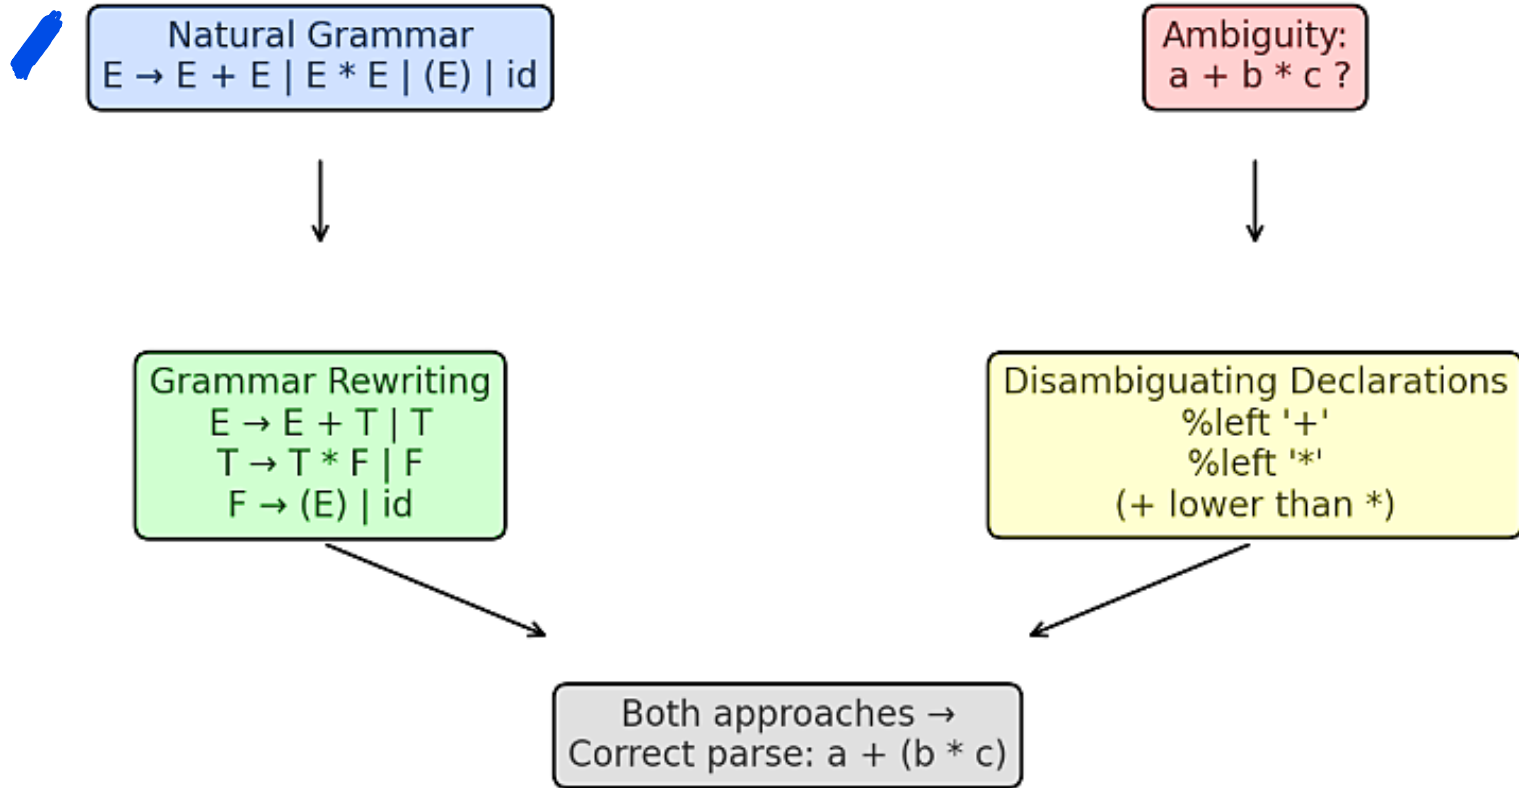 Natural Grammar
E → E + E | E * E | (E) | id
Ambiguity:
a + b * c ?
Grammar Rewriting
E → E + T | T
T → T * F | F
F → (E) | id
Disambiguating Declarations
%left '+'
%left '*'
(+ lower than *)
Both approaches →
Correct parse: a + (b * c)